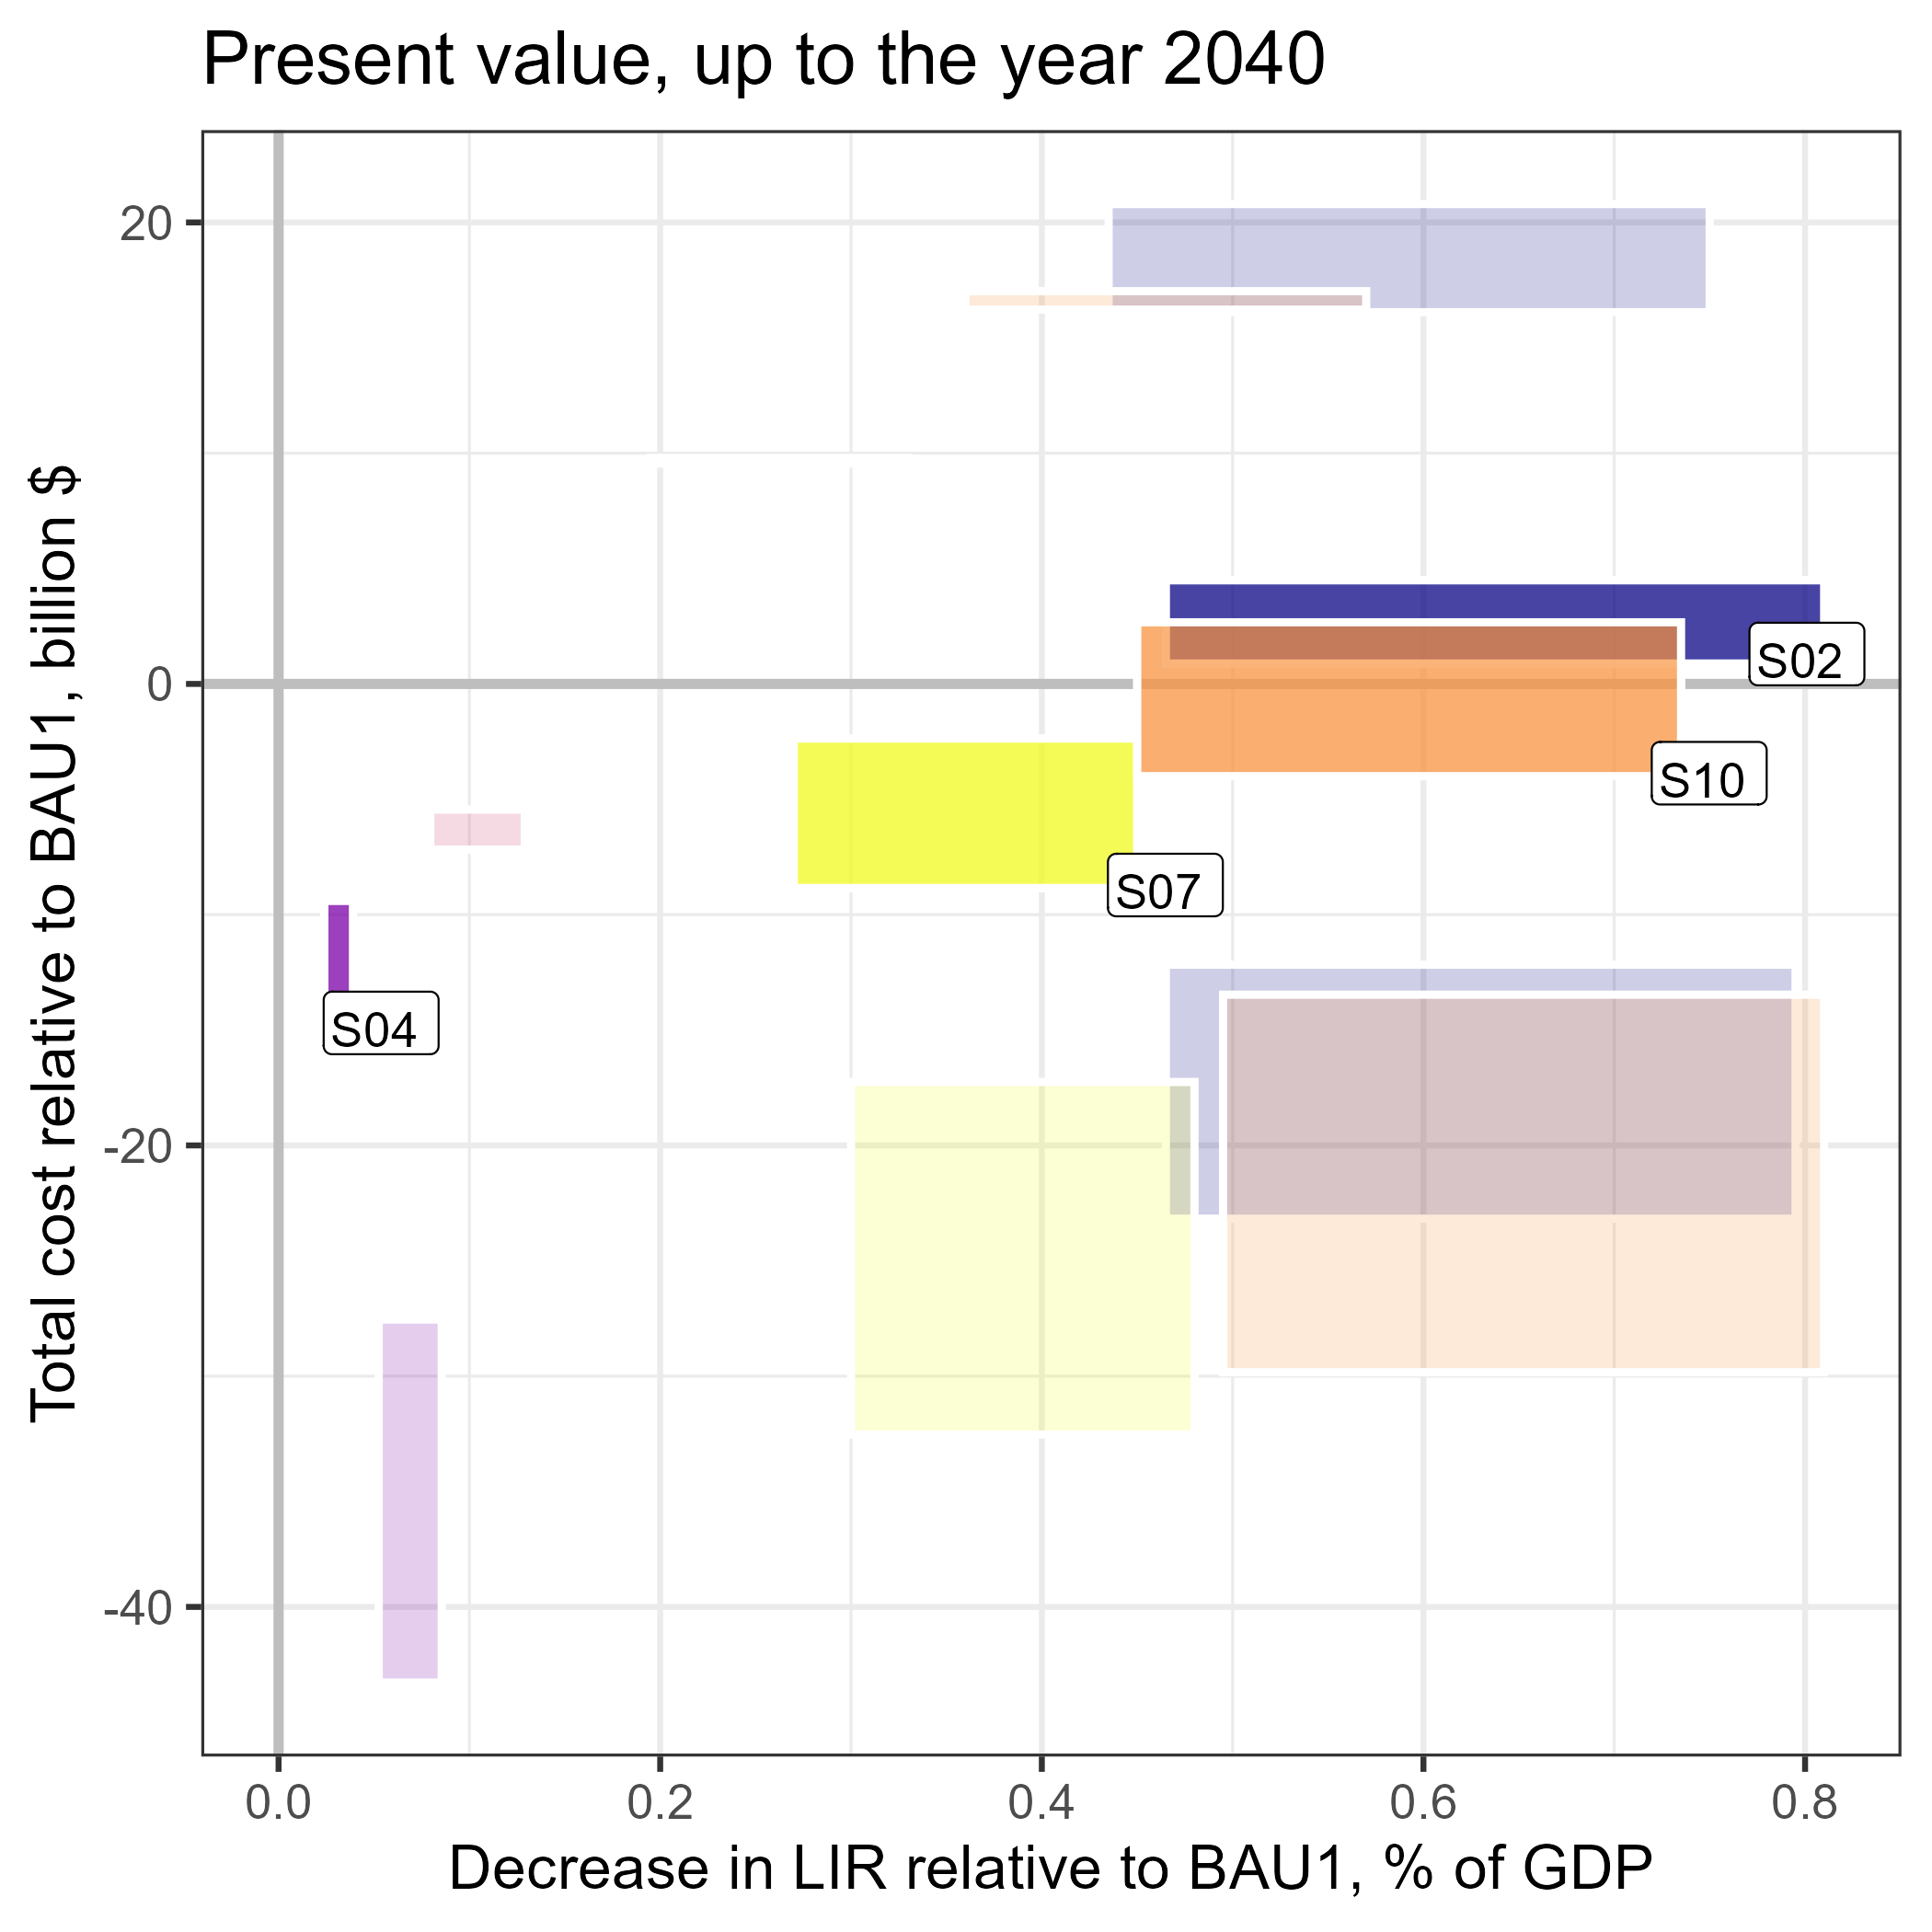 Present value, up to the year 2040
Total cost relative to BAU1, billion $
20
0
-20
-40
S02
S10
S07
S04
0.0 0.2 0.4 0.6 0.8
Decrease in LIR relative to BAU1, % of GDP